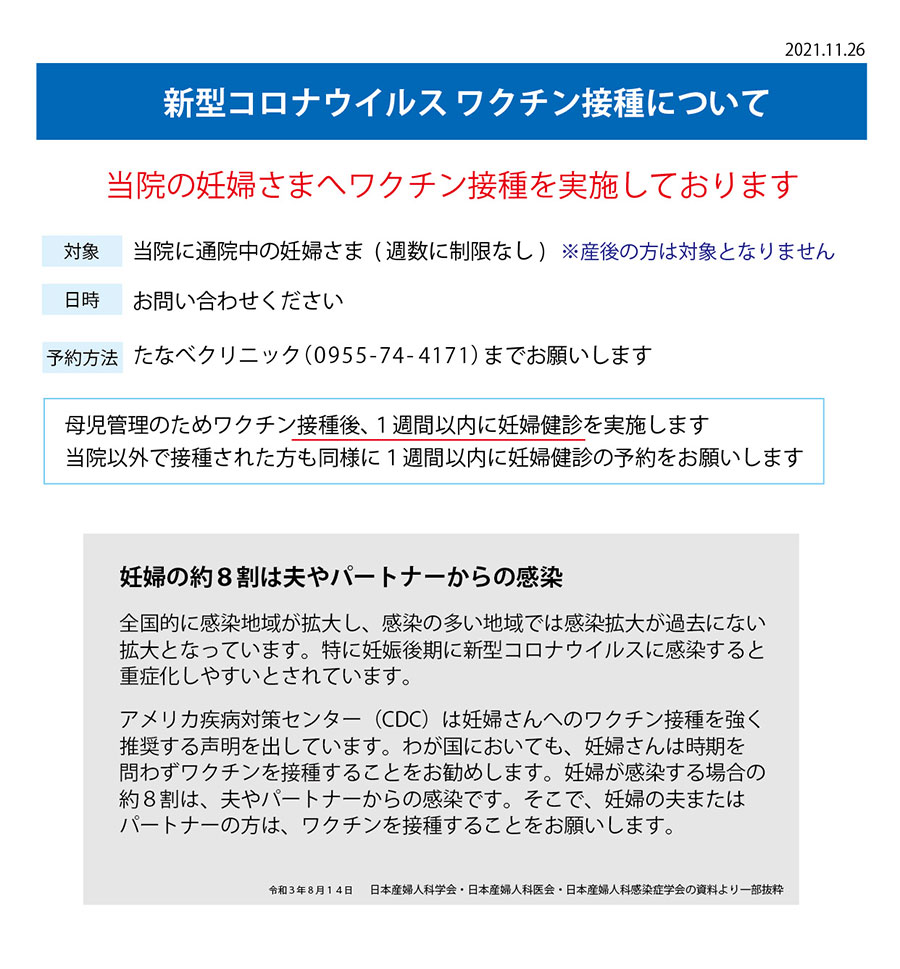 2021.11.26
新型コロナウイルス ワクチン接種について
当院の妊婦さまへワクチン接種を実施しております
対象 当院に通院中の妊婦さま ( 週数に制限なし ) ※産後の方は対象となりません
日時 お問い合わせください
予約方法 たなべクリニック（0955-74-4171）までお願いします
母児管理のためワクチン接種後、1 週間以内に妊婦健診を実施します
当院以外で接種された方も同様に 1 週間以内に妊婦健診の予約をお願いします
妊婦の約８割は夫やパートナーからの感染
全国的に感染地域が拡大し、感染の多い地域では感染拡大が過去にない
拡大となっています。特に妊娠後期に新型コロナウイルスに感染すると
重症化しやすいとされています。
アメリカ疾病対策センター（CDC）は妊婦さんへのワクチン接種を強く
推奨する声明を出しています。わが国においても、妊婦さんは時期を
問わずワクチンを接種することをお勧めします。妊婦が感染する場合の
約８割は、夫やパートナーからの感染です。そこで、妊婦の夫または
パートナーの方は、ワクチンを接種することをお願いします。
令和３年８月１４日 日本産婦人科学会・日本産婦人科医会・日本産婦人科感染症学会の資料より一部抜粋